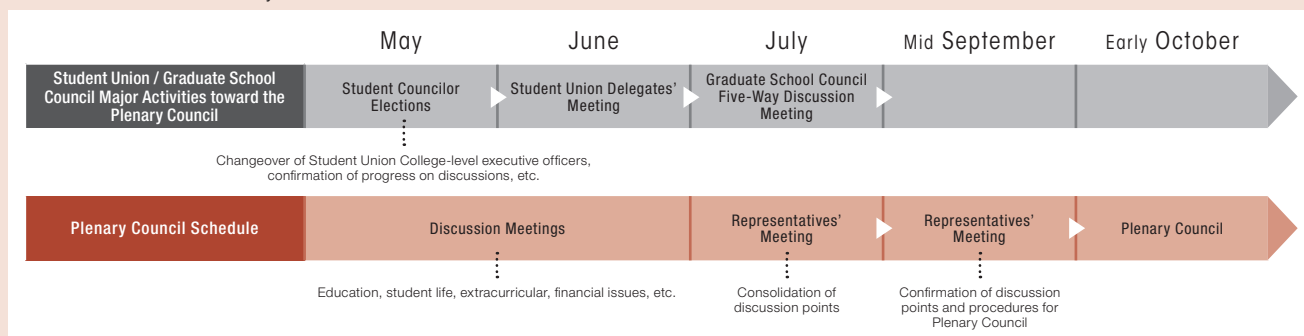 May
June
July
Mid September
Early October
Student Union / Graduate School
Council Major Activities toward the
Plenary Council
Student Councilor
Elections
Student Union Delegates’
Meeting
Graduate School Council
Five-Way Discussion
Meeting
Changeover of Student Union College-level executive officers,
confirmation of progress on discussions, etc.
Plenary Council Schedule
Discussion Meetings
Representatives’
Meeting
Representatives’
Meeting
Plenary Council
Education, student life, extracurricular, financial issues, etc.
Consolidation of
discussion points
Confirmation of discussion
points and procedures for
Plenary Council